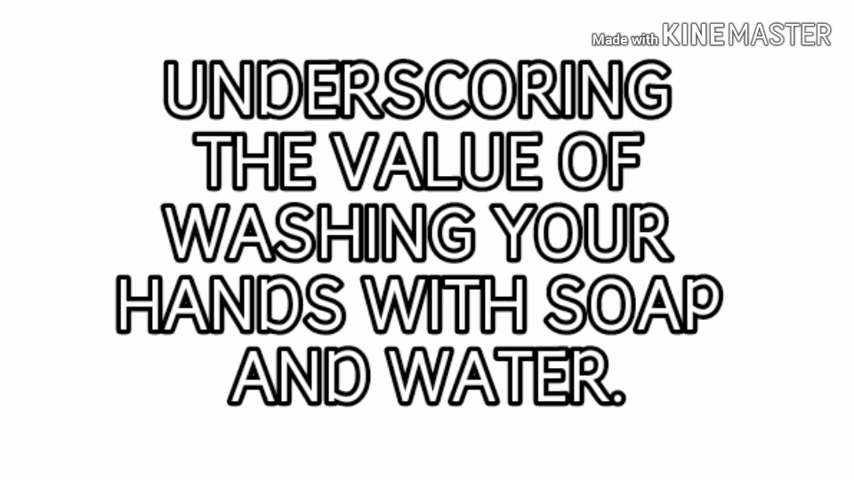 Made with KINEMASTER
UNDERSCORING
THE VALUE OF
WASHING YOUR
HANDS WITH SOAP
AND WATER.